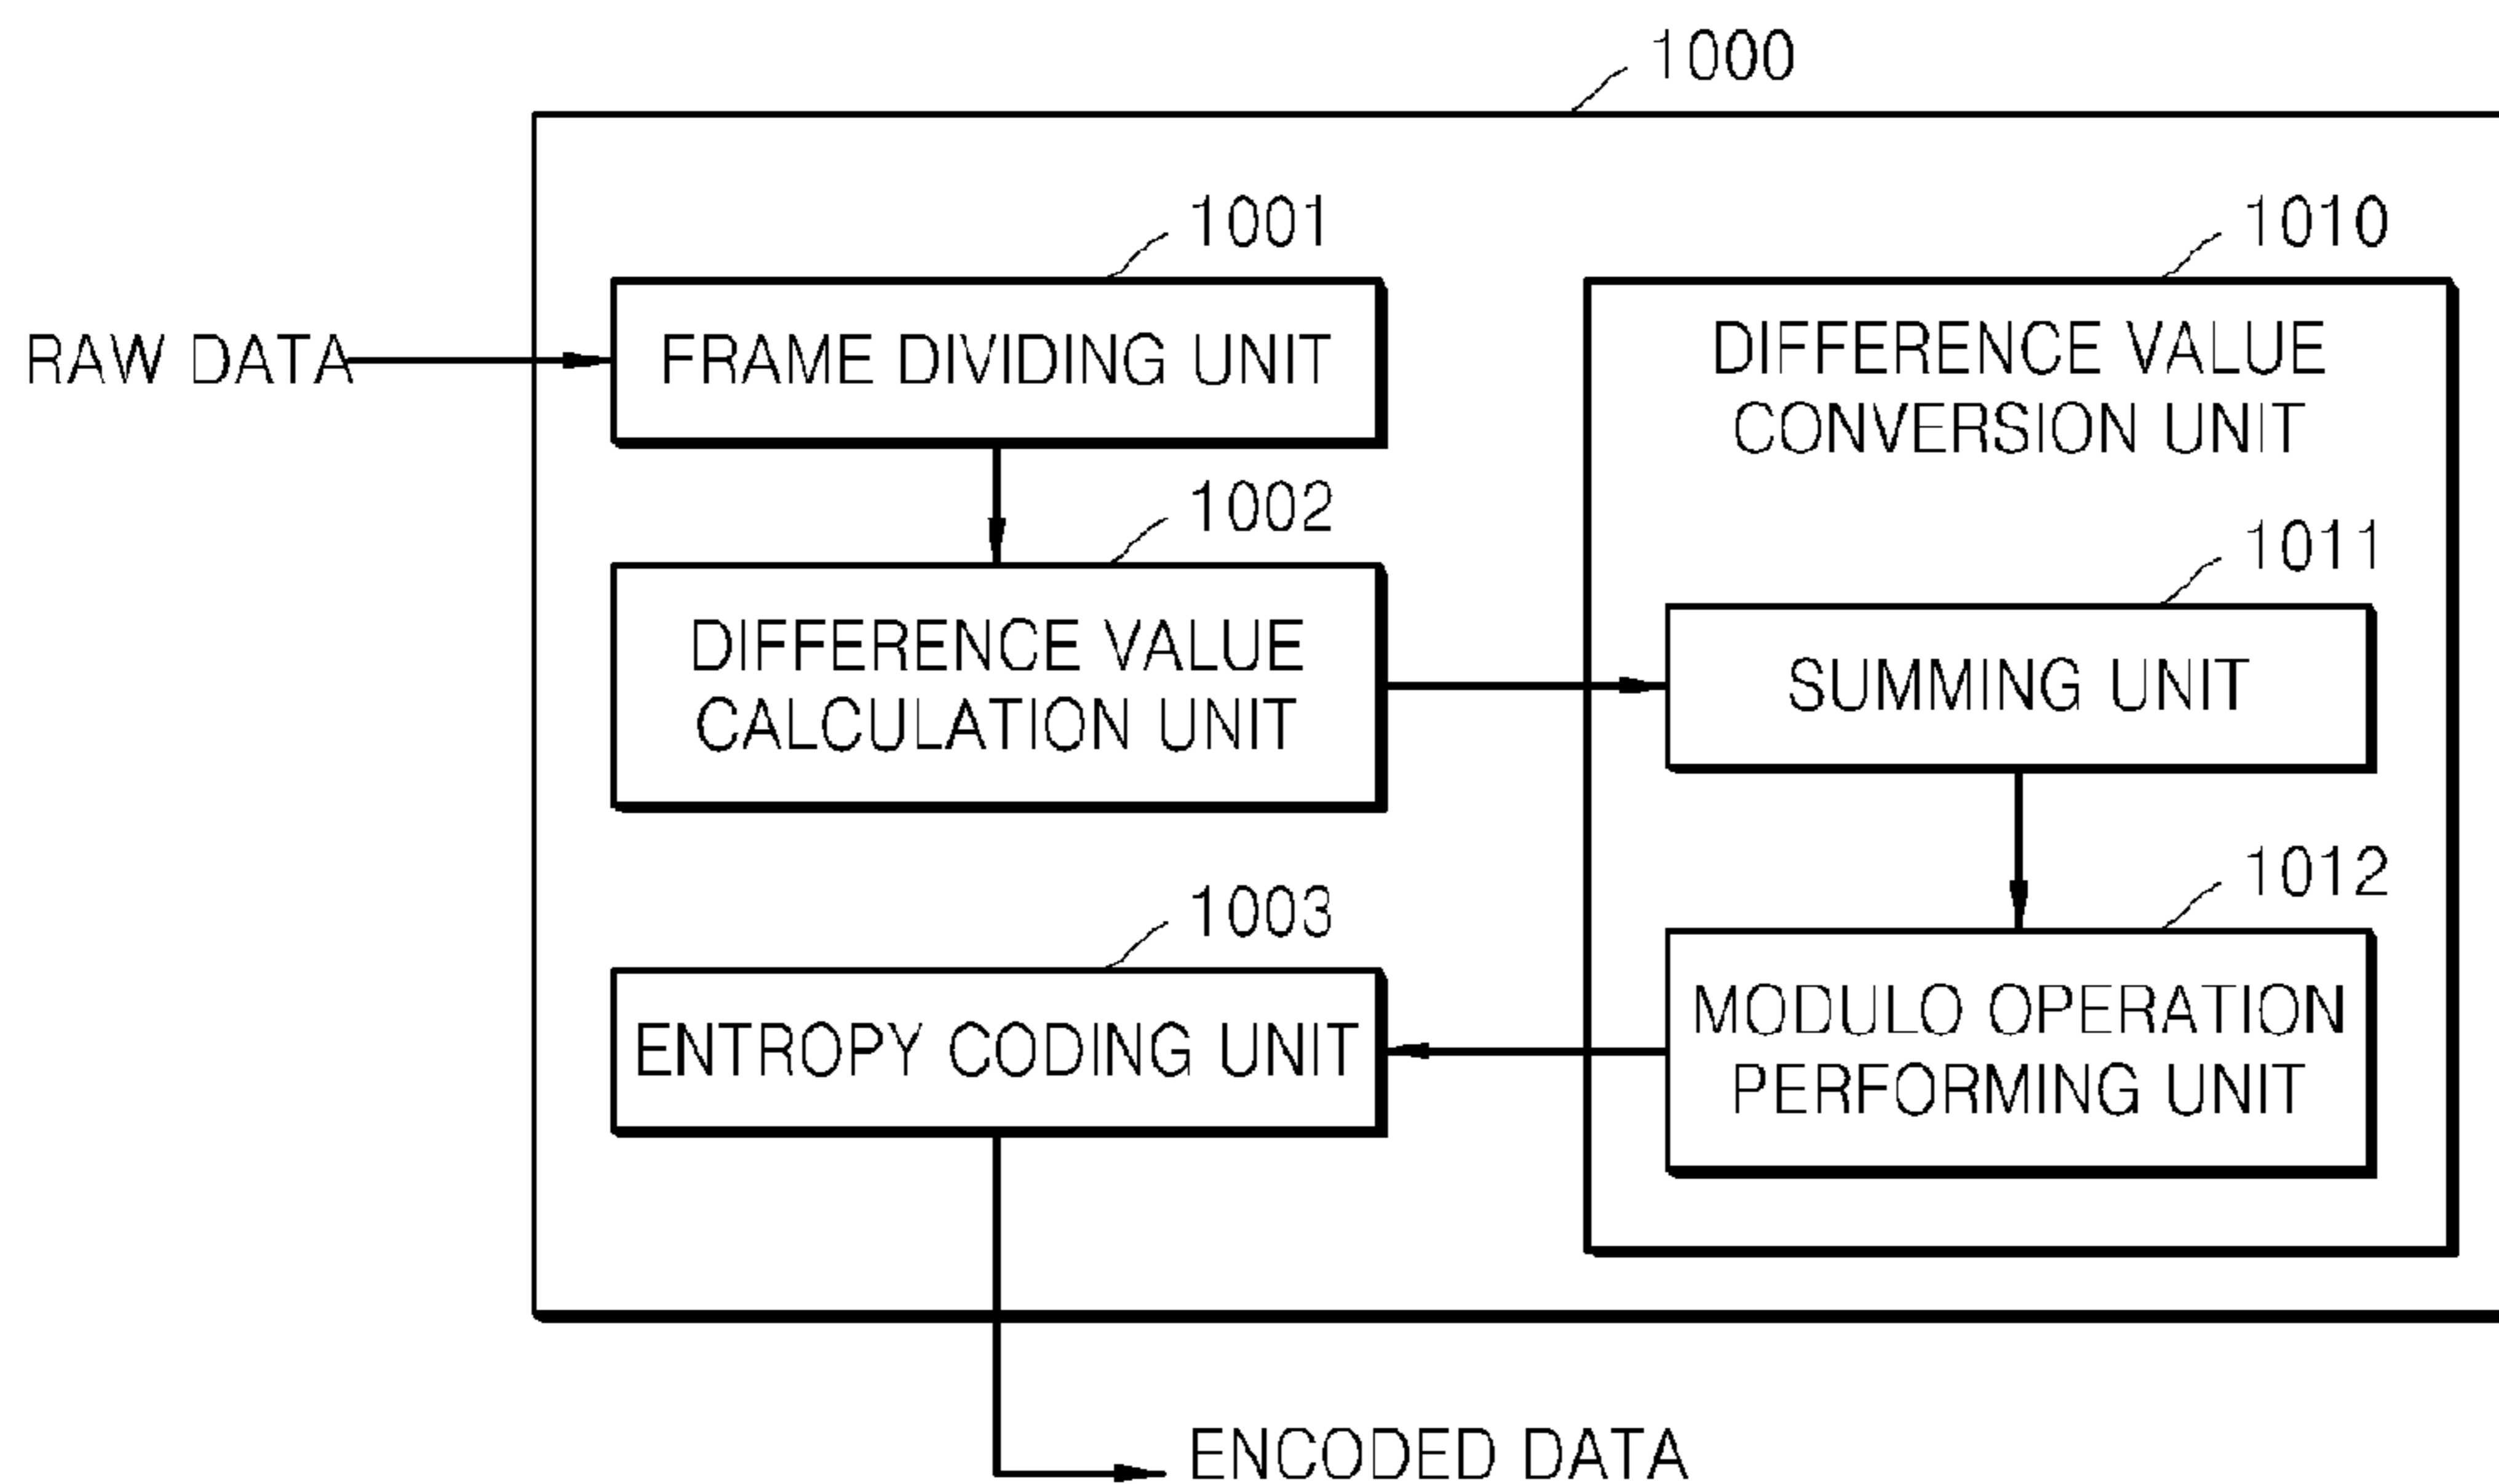 1000
1001
1010
RAW DATA
FRAME DIVIDING UNIT
DIFFERENCE VALUE
CONVERSION UNIT
1002
1011
DIFFERENCE VALUE
CALCULATION UNIT
SUMMING UNIT
1003
1012
ENTROPY CODING UNIT
MODULO OPERATION
PERFORMING UNIT
ENCODED DATA